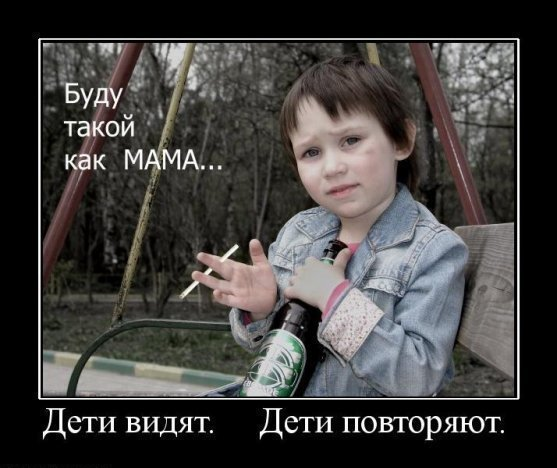 Буду
такой
как МАМА...
Дети видят. Дети повторяют.